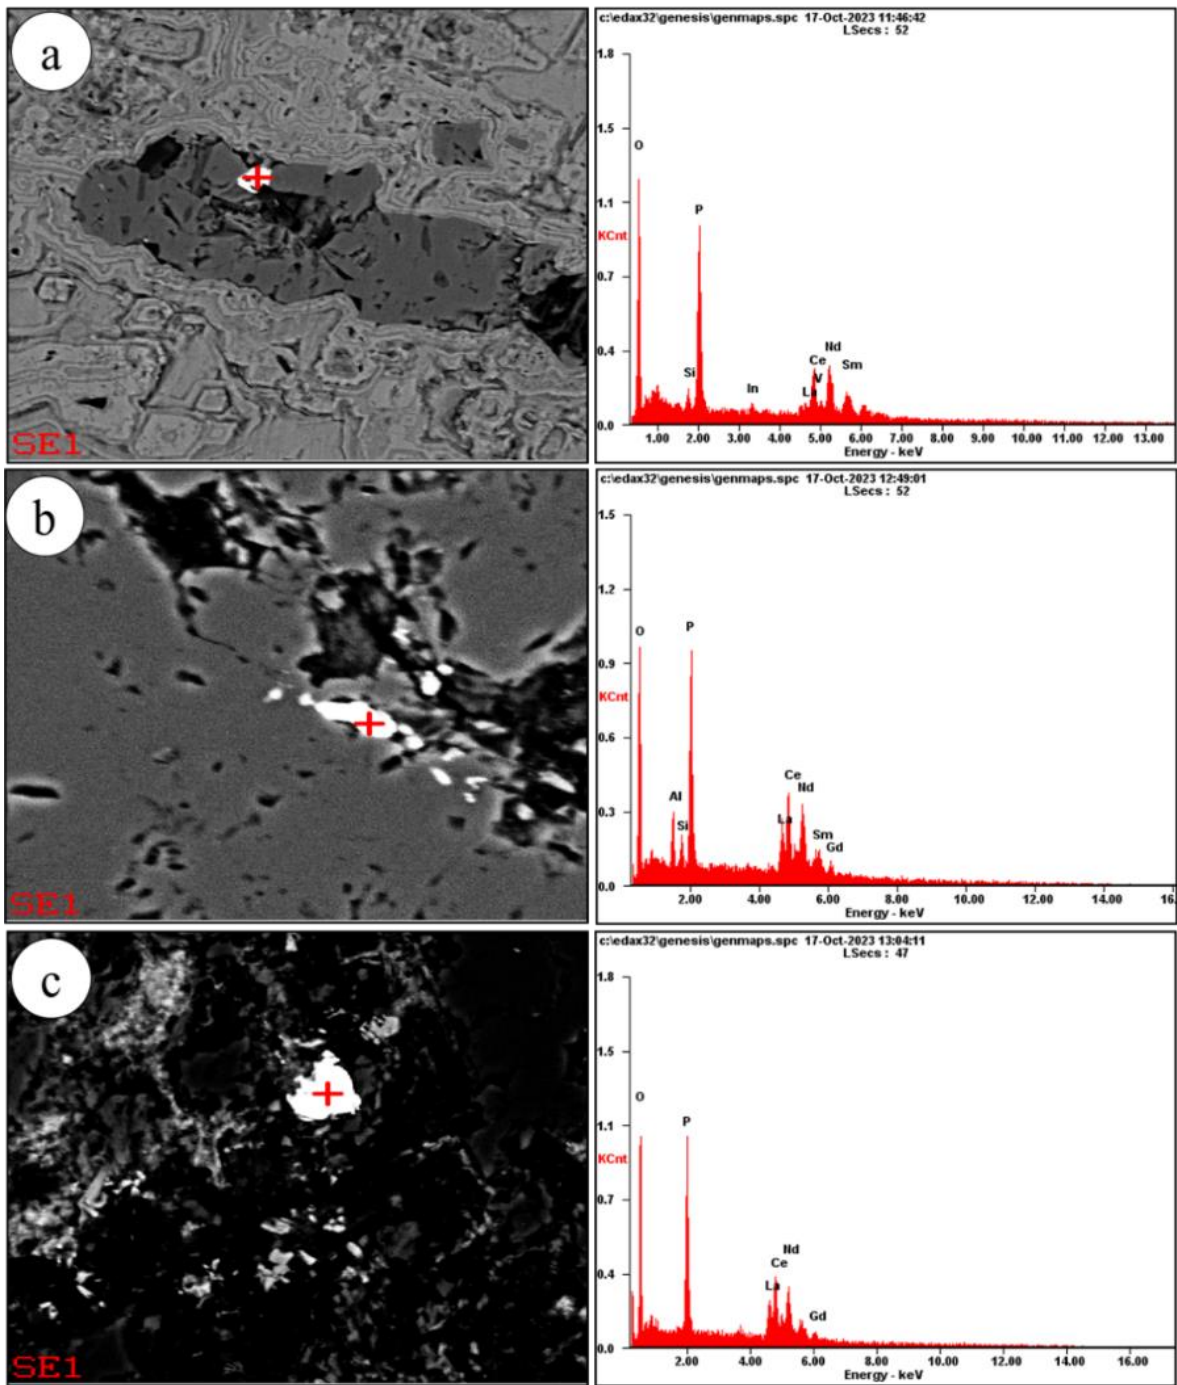 a
SE1
c:\edax32\genesis\genmaps.spc 17-Oct-2023 11:46:42
LSecs : 52
1.8
1.5
O
1.1
P
KCnt
0.7
0.4
Nd
Ce
Sm
Si
V
In
La
0.0
1.00 2.00 3.00 4.00 5.00 6.00 7.00 8.00 9.00 10.00 11.00 12.00 13.00
Energy - keV
b
SE1
c:\edax32\genesis\genmaps.spc 17-Oct-2023 12:49:01
LSecs : 52
1.5
1.2
O
P
0.9
KCnt
0.6
Ce
Nd
Al
0.3
La
Si
Sm
Gd
0.0
2.00 4.00 6.00 8.00 10.00 12.00 14.00 16.0
Energy - keV
c
SE1
c:\edax32\genesis\genmaps.spc 17-Oct-2023 13:04:11
LSecs : 47
1.8
1.5
O
P
1.1
KCnt
0.7
0.4
Nd
Ce
La
Gd
0.0
2.00 4.00 6.00 8.00 10.00 12.00 14.00 16.00
Energy - keV